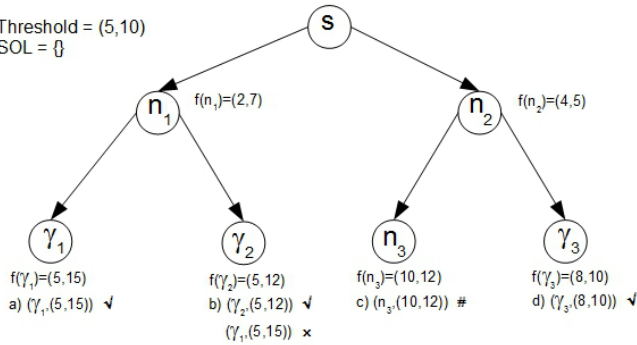 Threshold = (5,10)
SOL = {}
S
n₁ f(n₁)=(2,7)
n₂ f(n₂)=(4,5)
γ₁
γ₂
n₃
γ₃
f(γ₁)=(5,15)
f(γ₂)=(5,12)
f(n₃)=(10,12)
f(γ₃)=(8,10)
a) (γ₁,(5,15)) √
b) (γ₂,(5,12)) √
c) (n₃,(10,12)) #
d) (γ₃,(8,10)) √
(γ₁,(5,15)) ×